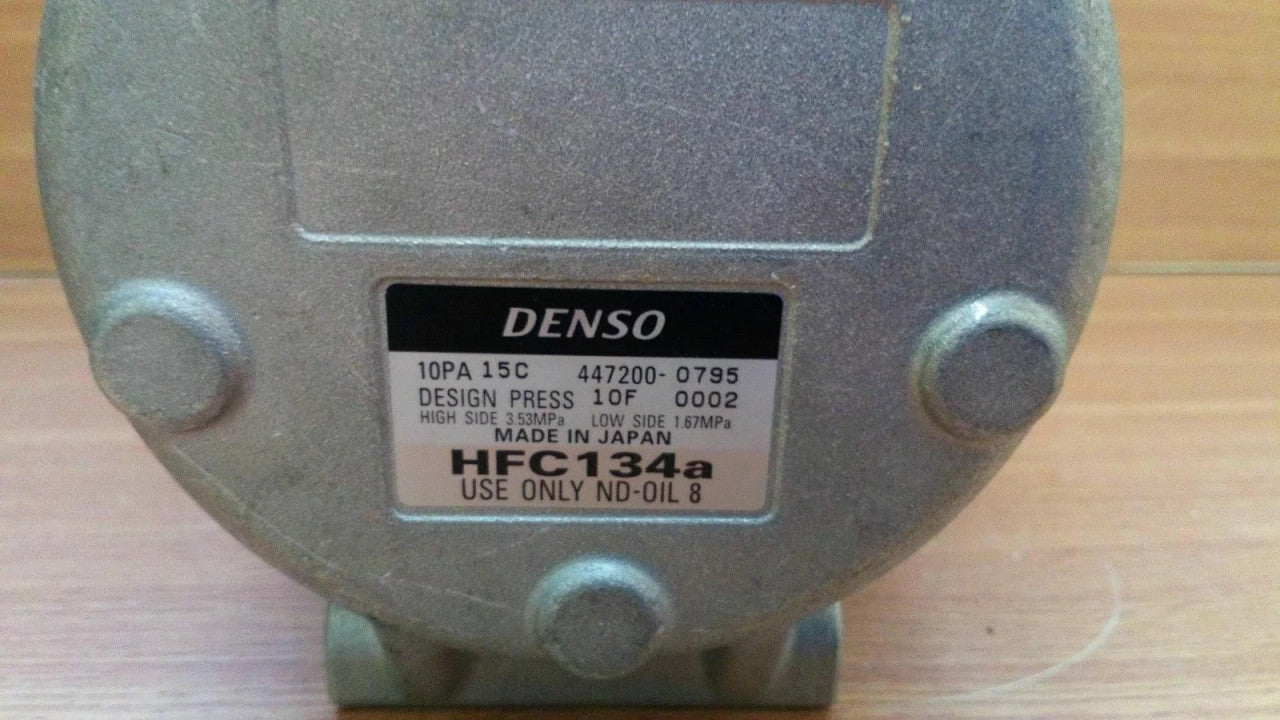 DENSO
10PA 15C 447200- 0795
DESIGN PRESS 10F 0002
HIGH SIDE 3.53MPa LOW SIDE 1.67MPa
MADE IN JAPAN
HFC134a
USE ONLY ND-OIL 8